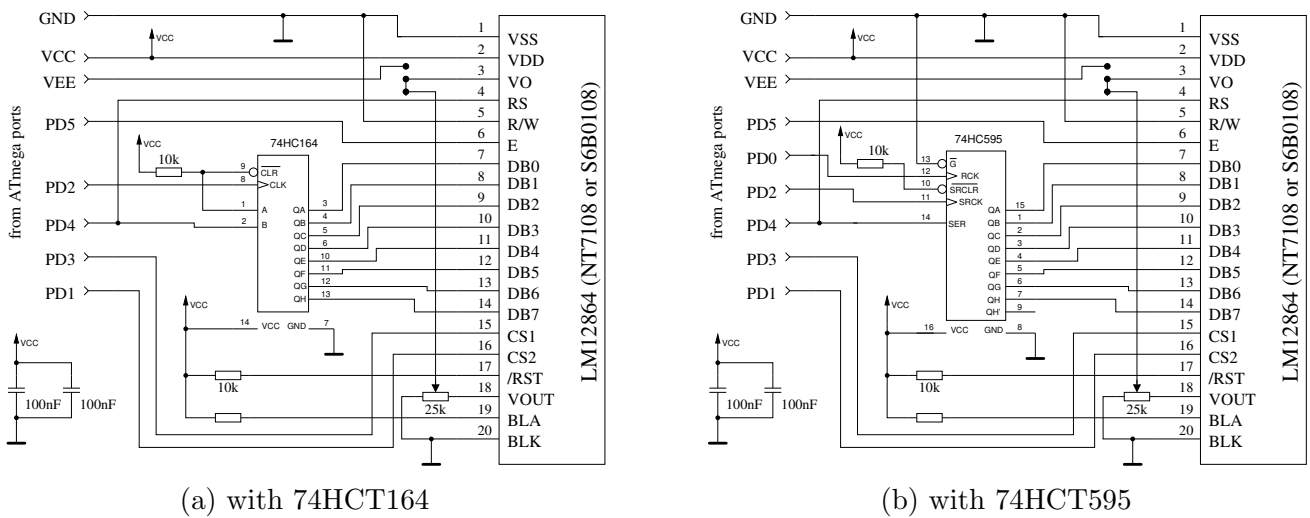 GND
VCC
VCC
VEE
PD5
PD2
PD4
PD3
PD1
from ATmega ports
VCC
10k
74HC164
9 CLR
8 CLK
1 A
2 B
QA 3
QB 4
QC 5
QD 6
QE 10
QF 11
QG 12
QH 13
14 VCC GND 7
VCC
10k
25k
VCC
100nF 100nF
1 VSS
2 VDD
3 VO
4 RS
5 R/W
6 E
7 DB0
8 DB1
9 DB2
10 DB3
11 DB4
12 DB5
13 DB6
14 DB7
15 CS1
16 CS2
17 /RST
18 VOUT
19 BLA
20 BLK
LM12864 (NT7108 or S6B0108)
(a) with 74HCT164
GND
VCC
VCC
VEE
PD5
PD0
PD2
PD4
PD3
PD1
from ATmega ports
VCC
10k
74HC595
13 G
12 RCK
10 SRCLR
11 SRCK
14 SER
QA 15
QB 1
QC 2
QD 3
QE 4
QF 5
QG 6
QH 7
QH' 9
16 VCC GND 8
VCC
10k
25k
VCC
100nF 100nF
1 VSS
2 VDD
3 VO
4 RS
5 R/W
6 E
7 DB0
8 DB1
9 DB2
10 DB3
11 DB4
12 DB5
13 DB6
14 DB7
15 CS1
16 CS2
17 /RST
18 VOUT
19 BLA
20 BLK
LM12864 (NT7108 or S6B0108)
(b) with 74HCT595